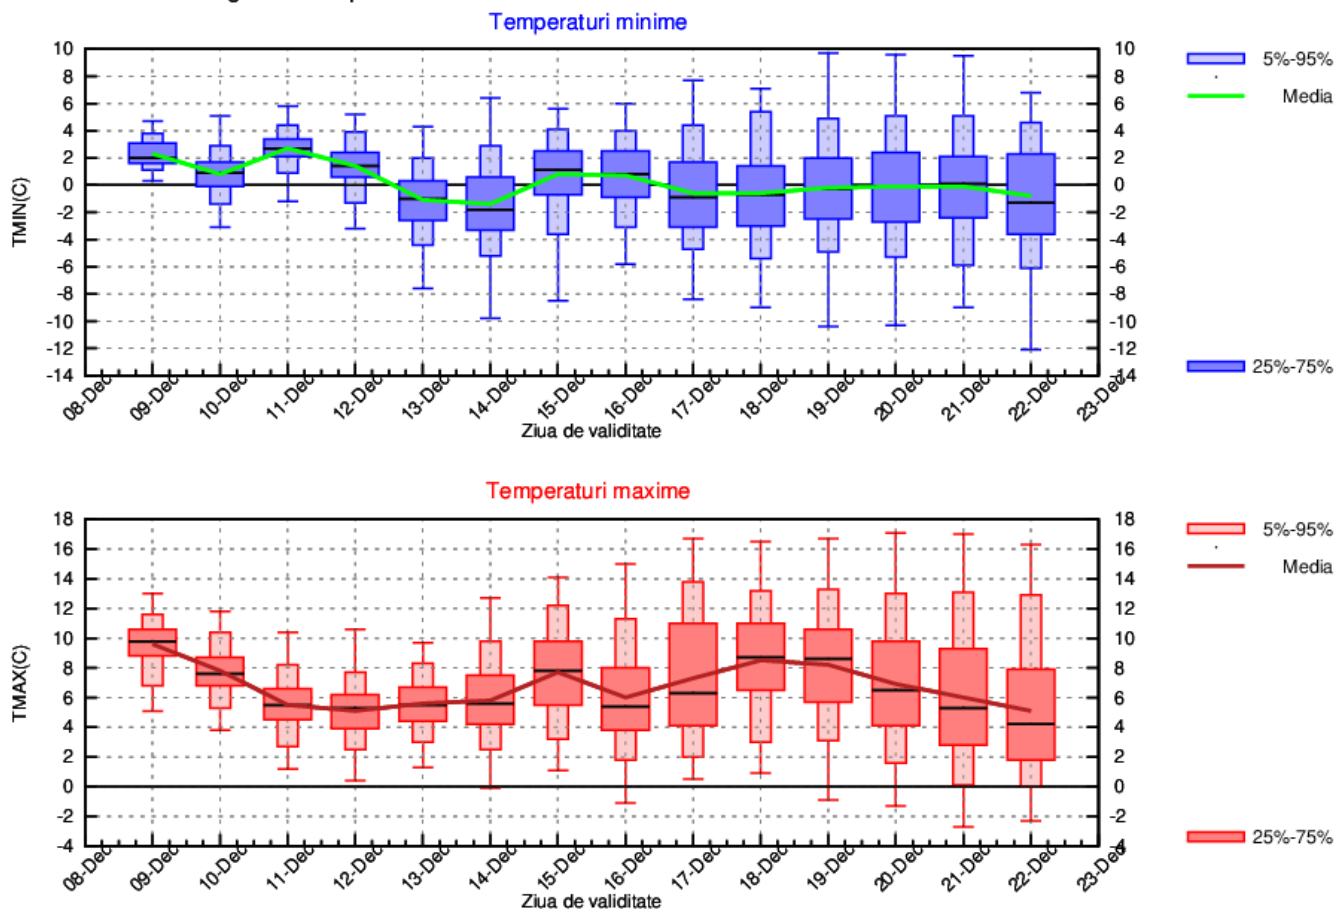 Temperaturi minime
TMIN(C)
10 10
8 8
6 6
4 4
2 2
0 0
-2 -2
-4 -4
-6 -6
-8 -8
-10 -10
-12 -12
-14 -14
08-Dec 09-Dec 10-Dec 11-Dec 12-Dec 13-Dec 14-Dec 15-Dec 16-Dec 17-Dec 18-Dec 19-Dec 20-Dec 21-Dec 22-Dec 23-Dec
Ziua de validitate
5%-95%
Media
25%-75%
Temperaturi maxime
TMAX(C)
18 18
16 16
14 14
12 12
10 10
8 8
6 6
4 4
2 2
0 0
-2 -2
-4 -4
08-Dec 09-Dec 10-Dec 11-Dec 12-Dec 13-Dec 14-Dec 15-Dec 16-Dec 17-Dec 18-Dec 19-Dec 20-Dec 21-Dec 22-Dec 23-Dec
Ziua de validitate
5%-95%
Media
25%-75%